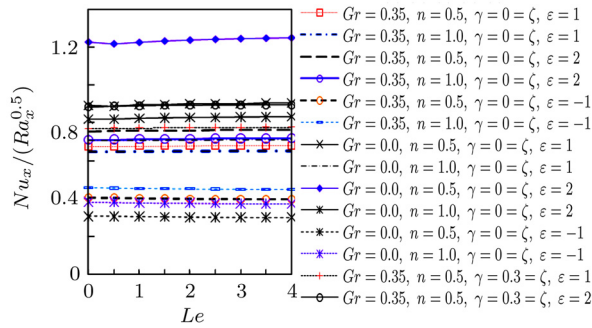 1.2
0.8
0.4
0
Nu_x/(Ra_x^{0.5})
0 1 2 3 4
Le
Gr = 0.35, n = 0.5, γ = 0 = ζ, ε = 1
Gr = 0.35, n = 1.0, γ = 0 = ζ, ε = 1
Gr = 0.35, n = 0.5, γ = 0 = ζ, ε = 2
Gr = 0.35, n = 1.0, γ = 0 = ζ, ε = 2
Gr = 0.35, n = 0.5, γ = 0 = ζ, ε = −1
Gr = 0.35, n = 1.0, γ = 0 = ζ, ε = −1
Gr = 0.0, n = 0.5, γ = 0 = ζ, ε = 1
Gr = 0.0, n = 1.0, γ = 0 = ζ, ε = 1
Gr = 0.0, n = 0.5, γ = 0 = ζ, ε = 2
Gr = 0.0, n = 1.0, γ = 0 = ζ, ε = 2
Gr = 0.0, n = 0.5, γ = 0 = ζ, ε = −1
Gr = 0.0, n = 1.0, γ = 0 = ζ, ε = −1
Gr = 0.35, n = 0.5, γ = 0.3 = ζ, ε = 1
Gr = 0.35, n = 0.5, γ = 0.3 = ζ, ε = 2